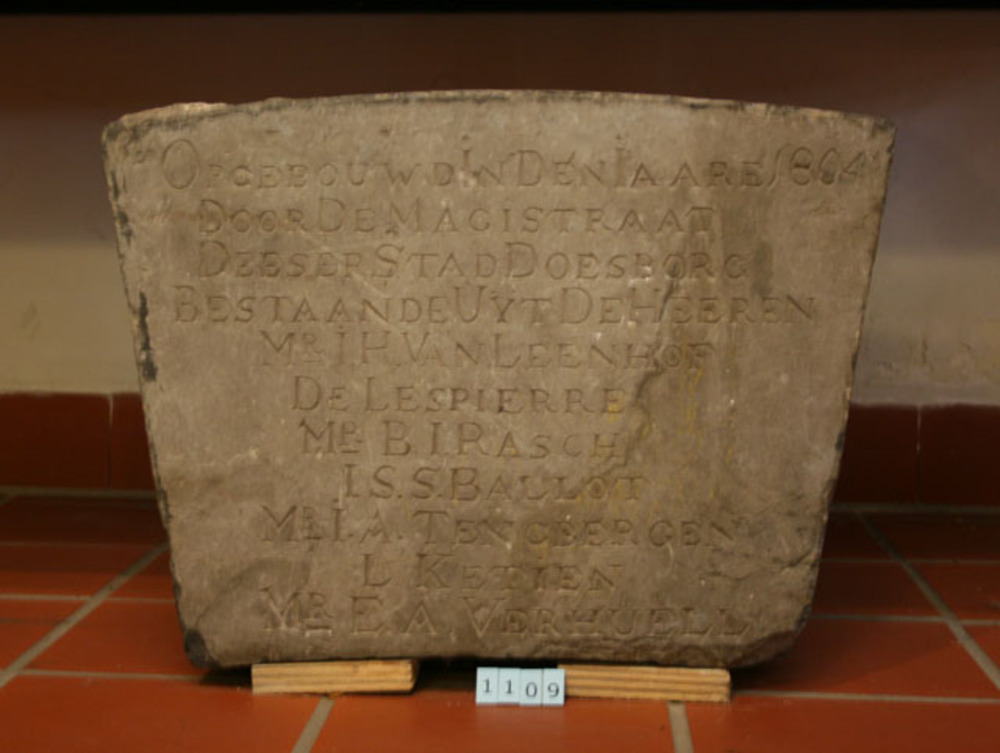 OPGEBOUWD IN DEN IAARE 1804
DOOR DE MAGISTRAAT
DEESER STAD DOESBORG
BESTAANDE UYT DE HEEREN
MR. I H. VAN LEENHOF
DE LESPIERRE
MR. B I RASCH
I. S. S. BALLOT
MR. I. A. TENGBERGEN
L KETJEN
MR. E. A. VERHUELL
1109